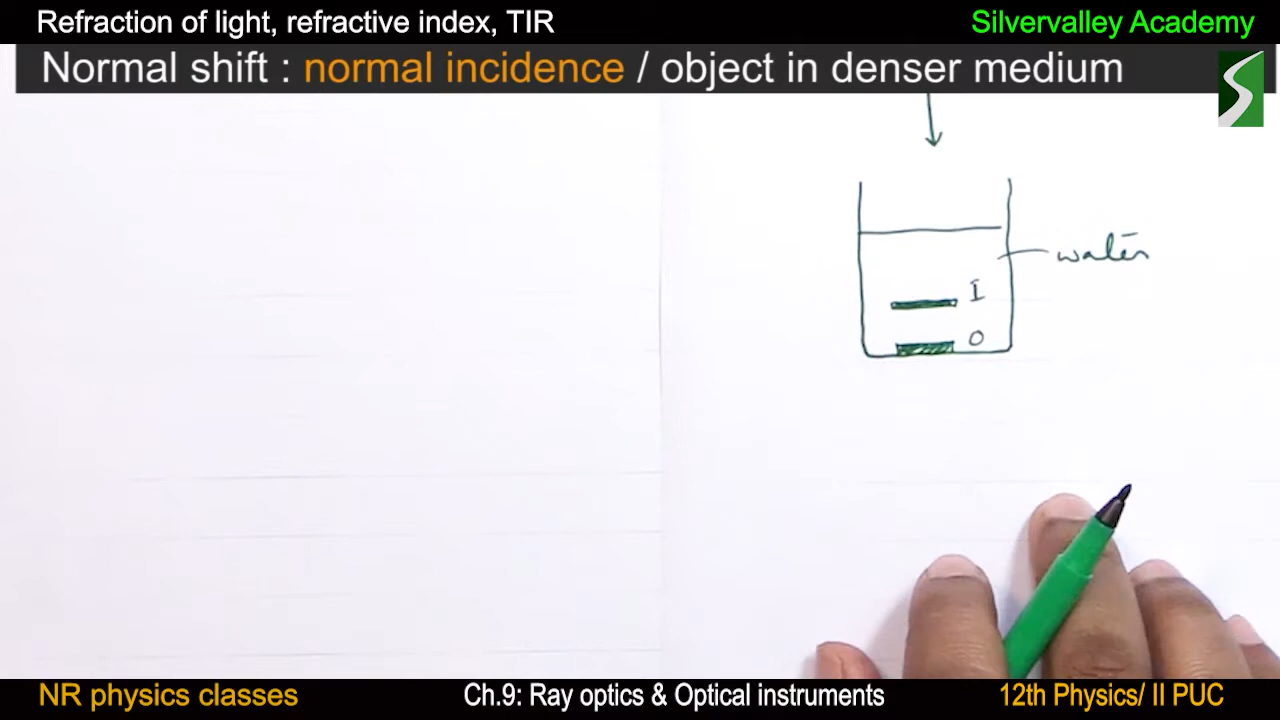 Refraction of light, refractive index, TIR
Silvervalley Academy
Normal shift : normal incidence / object in denser medium
water
I
O
NR physics classes
Ch.9: Ray optics & Optical instruments
12th Physics/ II PUC